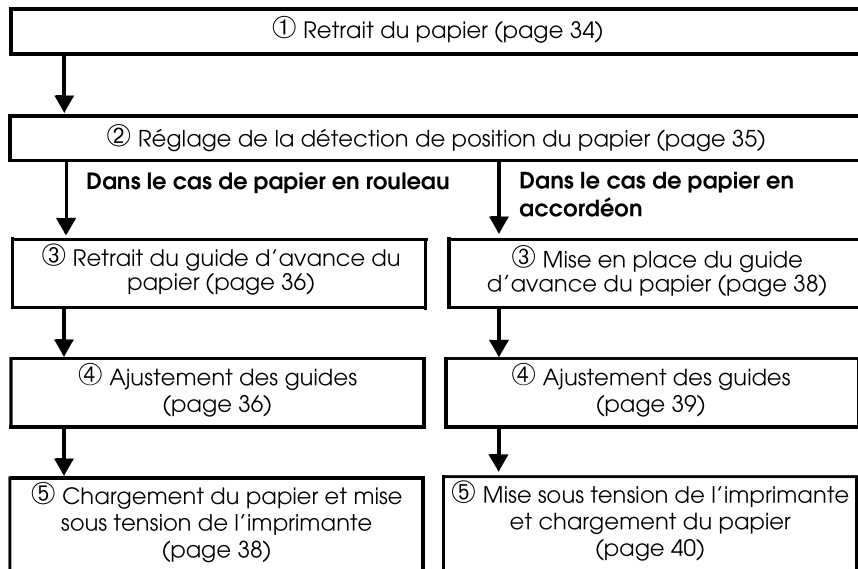 ① Retrait du papier (page 34)
② Réglage de la détection de position du papier (page 35)
Dans le cas de papier en rouleau
③ Retrait du guide d'avance du
papier (page 36)
④ Ajustement des guides
(page 36)
⑤ Chargement du papier et mise
sous tension de l'imprimante
(page 38)
Dans le cas de papier en
accordéon
③ Mise en place du guide
d'avance du papier (page 38)
④ Ajustement des guides
(page 39)
⑤ Mise sous tension de l'imprimante
et chargement du papier
(page 40)